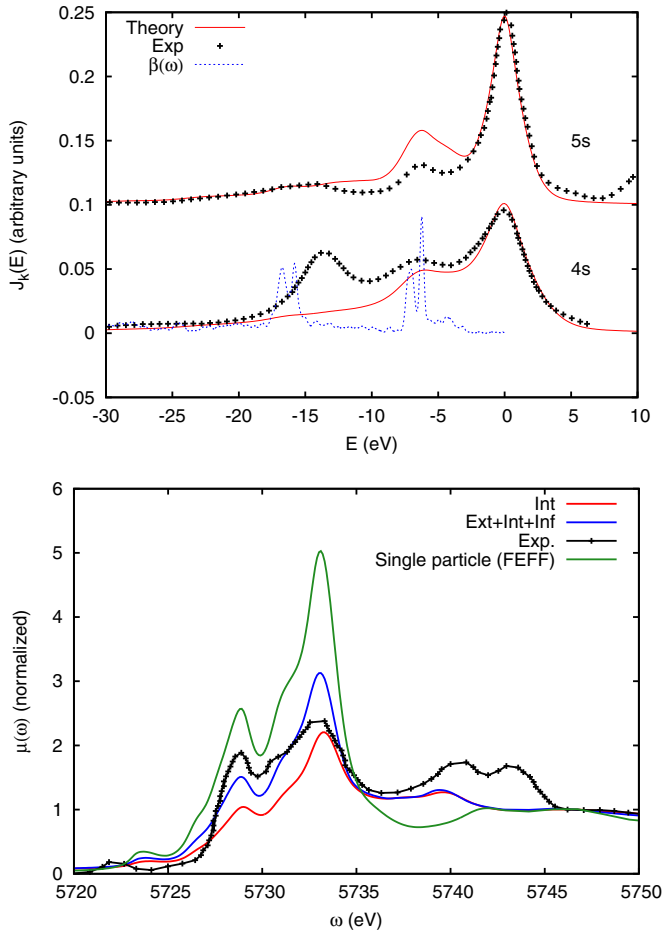 0.25
0.2
0.15
0.1
0.05
0
-0.05
J_k(E) (arbitrary units)
Theory
Exp
β(ω)
5s
4s
-30 -25 -20 -15 -10 -5 0 5 10
E (eV)
6
5
4
3
2
1
0
μ(ω) (normalized)
Int
Ext+Int+Inf
Exp.
Single particle (FEFF)
5720 5725 5730 5735 5740 5745 5750
ω (eV)